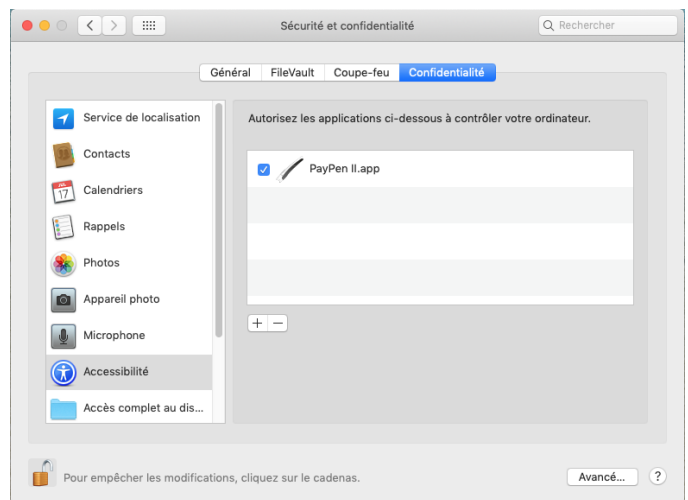 Sécurité et confidentialité
Rechercher
Général FileVault Coupe-feu Confidentialité
Service de localisation
Contacts
JUL
17
Calendriers
Rappels
Photos
Appareil photo
Microphone
Accessibilité
Accès complet au dis...
Autorisez les applications ci-dessous à contrôler votre ordinateur.
PayPen II.app
+ −
Pour empêcher les modifications, cliquez sur le cadenas.
Avancé... ?